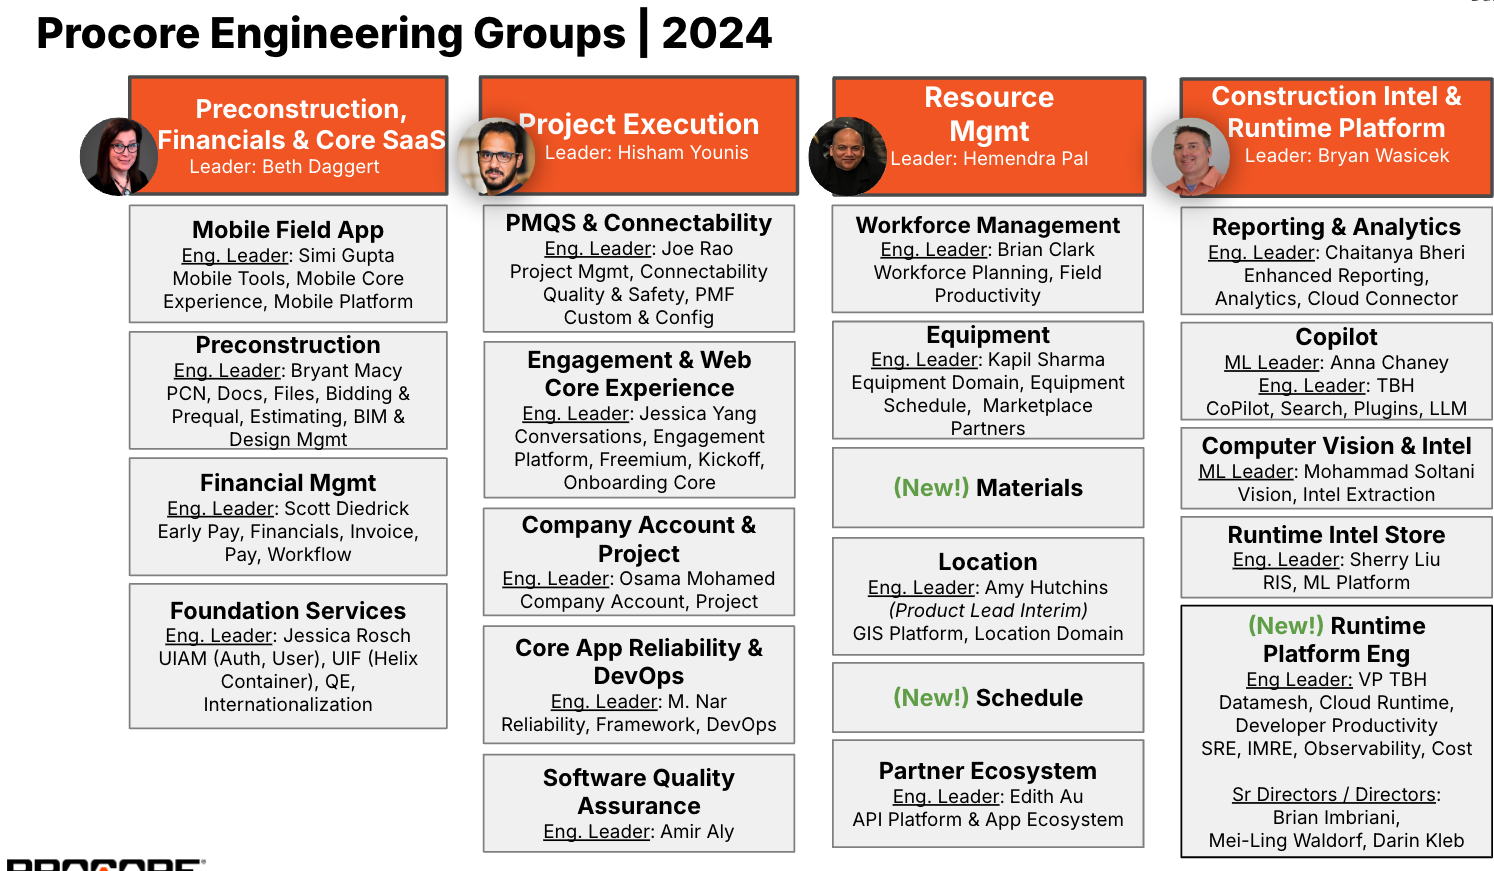 Procore Engineering Groups | 2024
Preconstruction,
Financials & Core SaaS
Leader: Beth Daggert
Mobile Field App
Eng. Leader: Simi Gupta
Mobile Tools, Mobile Core
Experience, Mobile Platform
Preconstruction
Eng. Leader: Bryant Macy
PCN, Docs, Files, Bidding &
Prequal, Estimating, BIM &
Design Mgmt
Financial Mgmt
Eng. Leader: Scott Diedrick
Early Pay, Financials, Invoice,
Pay, Workflow
Foundation Services
Eng. Leader: Jessica Rosch
UIAM (Auth, User), UIF (Helix
Container), QE,
Internationalization
Project Execution
Leader: Hisham Younis
PMQS & Connectability
Eng. Leader: Joe Rao
Project Mgmt, Connectability
Quality & Safety, PMF
Custom & Config
Engagement & Web
Core Experience
Eng. Leader: Jessica Yang
Conversations, Engagement
Platform, Freemium, Kickoff,
Onboarding Core
Company Account &
Project
Eng. Leader: Osama Mohamed
Company Account, Project
Core App Reliability &
DevOps
Eng. Leader: M. Nar
Reliability, Framework, DevOps
Software Quality
Assurance
Eng. Leader: Amir Aly
Resource
Mgmt
Leader: Hemendra Pal
Workforce Management
Eng. Leader: Brian Clark
Workforce Planning, Field
Productivity
Equipment
Eng. Leader: Kapil Sharma
Equipment Domain, Equipment
Schedule, Marketplace
Partners
(New!) Materials
Location
Eng. Leader: Amy Hutchins
(Product Lead Interim)
GIS Platform, Location Domain
(New!) Schedule
Partner Ecosystem
Eng. Leader: Edith Au
API Platform & App Ecosystem
Construction Intel &
Runtime Platform
Leader: Bryan Wasicek
Reporting & Analytics
Eng. Leader: Chaitanya Bheri
Enhanced Reporting,
Analytics, Cloud Connector
Copilot
ML Leader: Anna Chaney
Eng. Leader: TBH
CoPilot, Search, Plugins, LLM
Computer Vision & Intel
ML Leader: Mohammad Soltani
Vision, Intel Extraction
Runtime Intel Store
Eng. Leader: Sherry Liu
RIS, ML Platform
(New!) Runtime
Platform Eng
Eng Leader: VP TBH
Datamesh, Cloud Runtime,
Developer Productivity
SRE, IMRE, Observability, Cost
Sr Directors / Directors:
Brian Imbriani,
Mei-Ling Waldorf, Darin Kleb
PROCORE